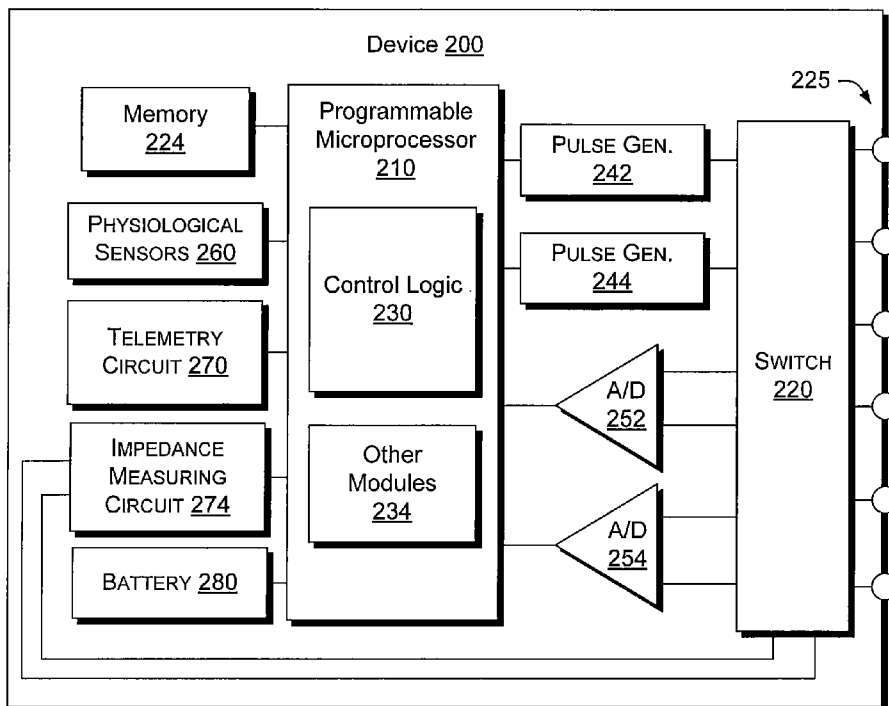 Device 200
225
Memory
224
PHYSIOLOGICAL
SENSORS 260
TELEMETRY
CIRCUIT 270
IMPEDANCE
MEASURING
CIRCUIT 274
BATTERY 280
Programmable
Microprocessor
210
Control Logic
230
Other
Modules
234
PULSE GEN.
242
PULSE GEN.
244
A/D
252
A/D
254
SWITCH
220